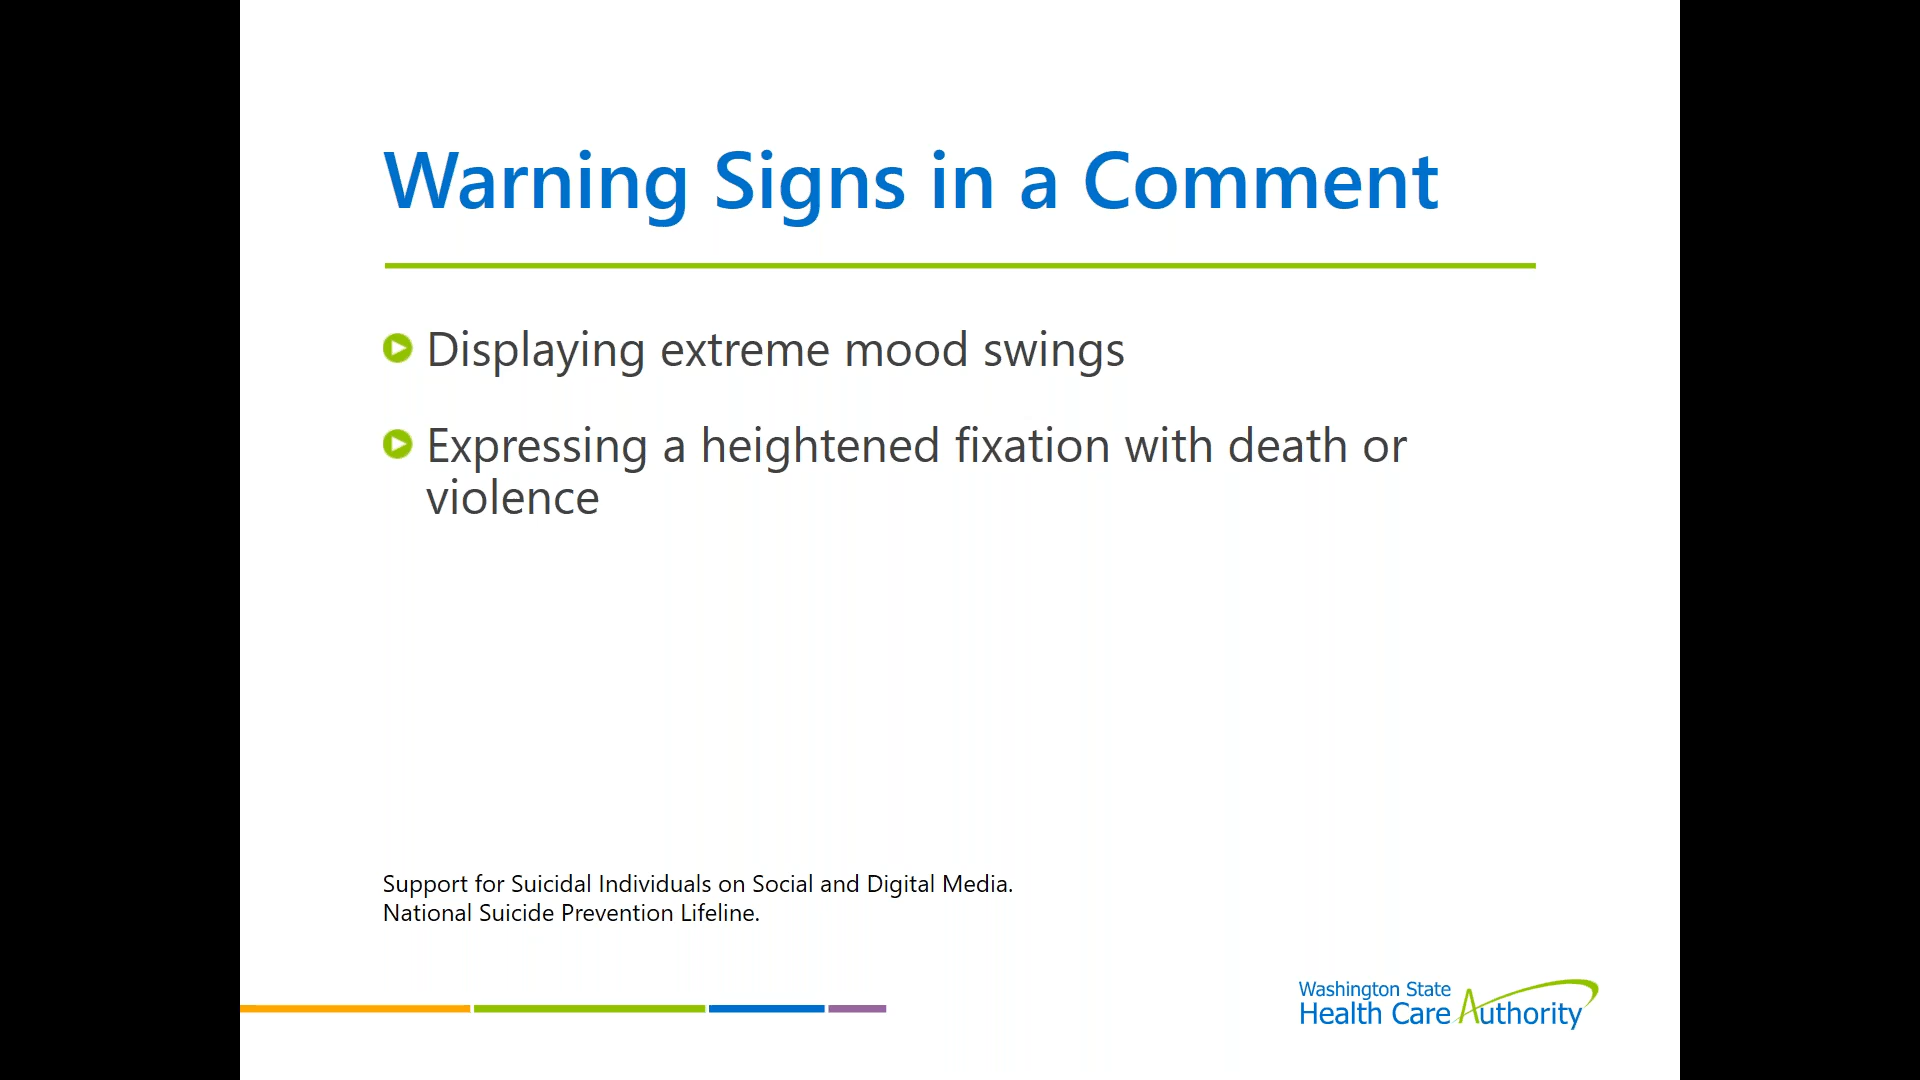 Warning Signs in a Comment
Displaying extreme mood swings
Expressing a heightened fixation with death or
violence
Support for Suicidal Individuals on Social and Digital Media.
National Suicide Prevention Lifeline.
Washington State
Health Care Authority